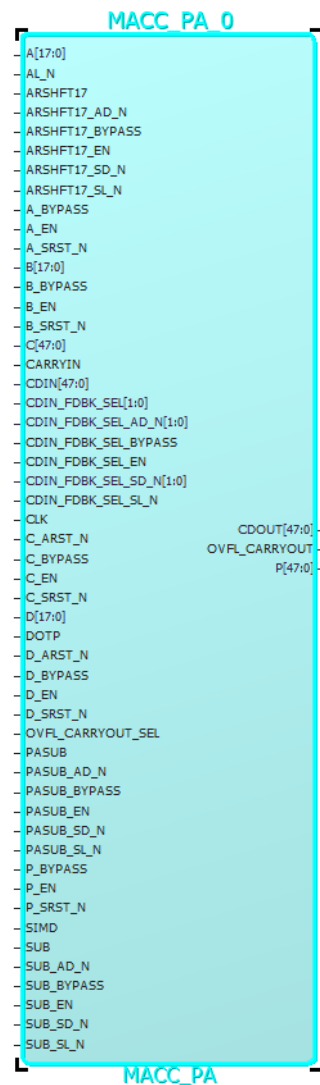 MACC_PA_0
A[17:0]
AL_N
ARSHFT17
ARSHFT17_AD_N
ARSHFT17_BYPASS
ARSHFT17_EN
ARSHFT17_SD_N
ARSHFT17_SL_N
A_BYPASS
A_EN
A_SRST_N
B[17:0]
B_BYPASS
B_EN
B_SRST_N
C[47:0]
CARRYIN
CDIN[47:0]
CDIN_FDBK_SEL[1:0]
CDIN_FDBK_SEL_AD_N[1:0]
CDIN_FDBK_SEL_BYPASS
CDIN_FDBK_SEL_EN
CDIN_FDBK_SEL_SD_N[1:0]
CDIN_FDBK_SEL_SL_N
CLK
C_ARST_N
C_BYPASS
C_EN
C_SRST_N
D[17:0]
DOTP
D_ARST_N
D_BYPASS
D_EN
D_SRST_N
OVFL_CARRYOUT_SEL
PASUB
PASUB_AD_N
PASUB_BYPASS
PASUB_EN
PASUB_SD_N
PASUB_SL_N
P_BYPASS
P_EN
P_SRST_N
SIMD
SUB
SUB_AD_N
SUB_BYPASS
SUB_EN
SUB_SD_N
SUB_SL_N
CDOUT[47:0]
OVFL_CARRYOUT
P[47:0]
MACC_PA